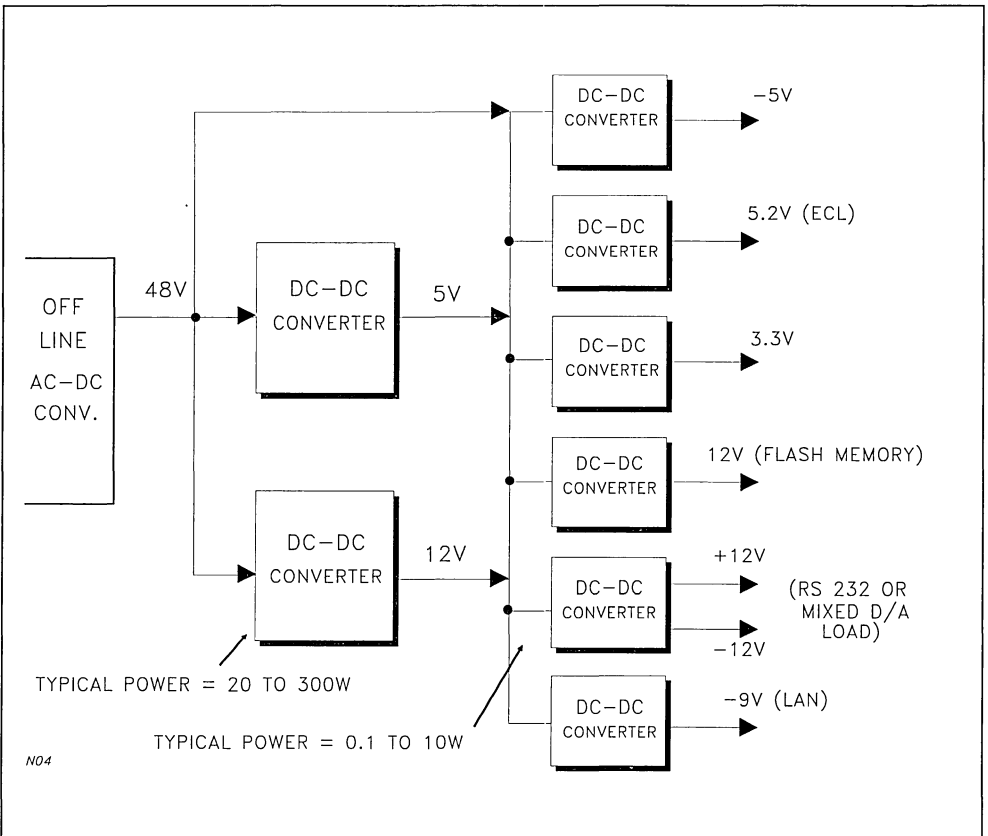 DC-DC
CONVERTER
-5V
DC-DC
CONVERTER
5.2V (ECL)
OFF
LINE
AC-DC
CONV.
48V
DC-DC
CONVERTER
5V
DC-DC
CONVERTER
3.3V
DC-DC
CONVERTER
12V (FLASH MEMORY)
DC-DC
CONVERTER
12V
DC-DC
CONVERTER
+12V
-12V
(RS 232 OR
MIXED D/A
LOAD)
TYPICAL POWER = 20 TO 300W
DC-DC
CONVERTER
-9V (LAN)
TYPICAL POWER = 0.1 TO 10W
N04